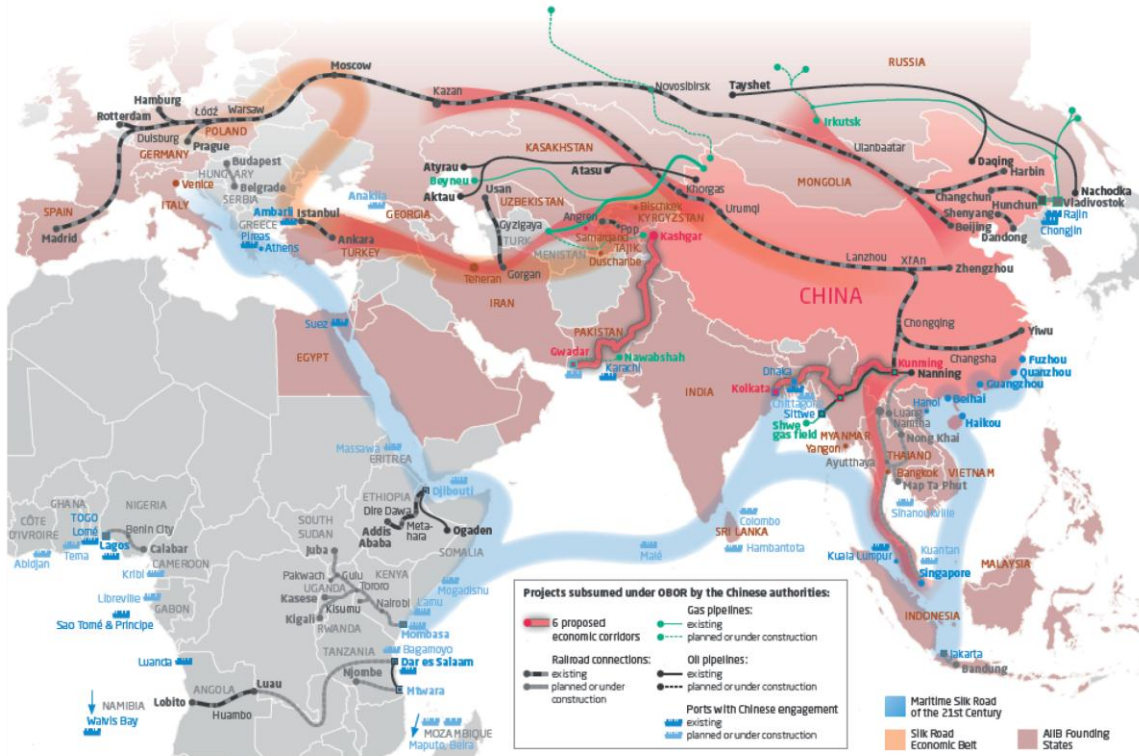 RUSSIA
Moscow
Kazan
Novosibirsk
Tayshet
Irkutsk
Hamburg
Rotterdam
Łódź
Warsaw
POLAND
Duisburg
Prague
GERMANY
Budapest
HUNGARY
Belgrade
SERBIA
Venice
ITALY
SPAIN
Madrid
GREECE
Pireas
Athens
Ambarli
Istanbul
Ankara
TURKEY
Anaklia
GEORGIA
Atyrau
Beyneu
Aktau
KASAKHSTAN
Atasu
Usan
UZBEKISTAN
Gyzlgaya
TURK
MENISTAN
Angren
Pop
Samarqand
TAJIK.
Duschanbe
Bischkek
KYRGYZSTAN
Kashgar
Khorgas
Urumqi
MONGOLIA
Ulanbaatar
Daqing
Harbin
Changchun
Hunchun
Shenyang
Dandong
Beijing
Nachodka
Vladivostok
Rajin
Chongjin
Lanzhou
Xi'An
Zhengzhou
CHINA
Chongqing
Yiwu
Changsha
Fuzhou
Quanzhou
Guangzhou
Kunming
Nanning
Beihai
Haikou
Hanoi
Teheran
Gorgan
IRAN
PAKISTAN
Gwadar
Nawabshah
Karachi
INDIA
Kolkata
Dhaka
Chittagong
Sittwe
Shwe
gas field
MYANMAR
Yangon
Luang
Namtha
Nong Khai
THAILAND
Ayutthaya
Bangkok
VIETNAM
Map Ta Phut
Sihanoukville
Suez
EGYPT
Massawa
ERITREA
Djibouti
ETHIOPIA
Dire Dawa
Addis
Ababa
Meta-
hara
Ogaden
SOMALIA
SOUTH
SUDAN
Juba
Pakwach
Gulu
UGANDA
Tororo
KENYA
Kasese
Kisumu
Nairobi
Lamu
Mogadishu
Kigali
RWANDA
Mombasa
Bagamoyo
TANZANIA
Dar es Salaam
Njombe
Mtwara
GHANA
CÔTE
D'IVOIRE
TOGO
Lomé
NIGERIA
Benin City
Lagos
Calabar
Tema
Abidjan
CAMEROON
Kribi
Libreville
GABON
Sao Tomé & Príncipe
Luanda
ANGOLA
Lobito
Luau
Huambo
NAMIBIA
Walvis Bay
MOZAMBIQUE
Maputo, Beira
Malé
SRI LANKA
Colombo
Hambantota
Kuala Lumpur
Kuantan
Singapore
MALAYSIA
INDONESIA
Jakarta
Bandung
Projects subsumed under OBOR by the Chinese authorities:
6 proposed
economic corridors
Railroad connections:
existing
planned or under
construction
Gas pipelines:
existing
planned or under construction
Oil pipelines:
existing
planned or under construction
Ports with Chinese engagement
existing
planned or under construction
Maritime Silk Road
of the 21st Century
Silk Road
Economic Belt
AIIB Founding
States